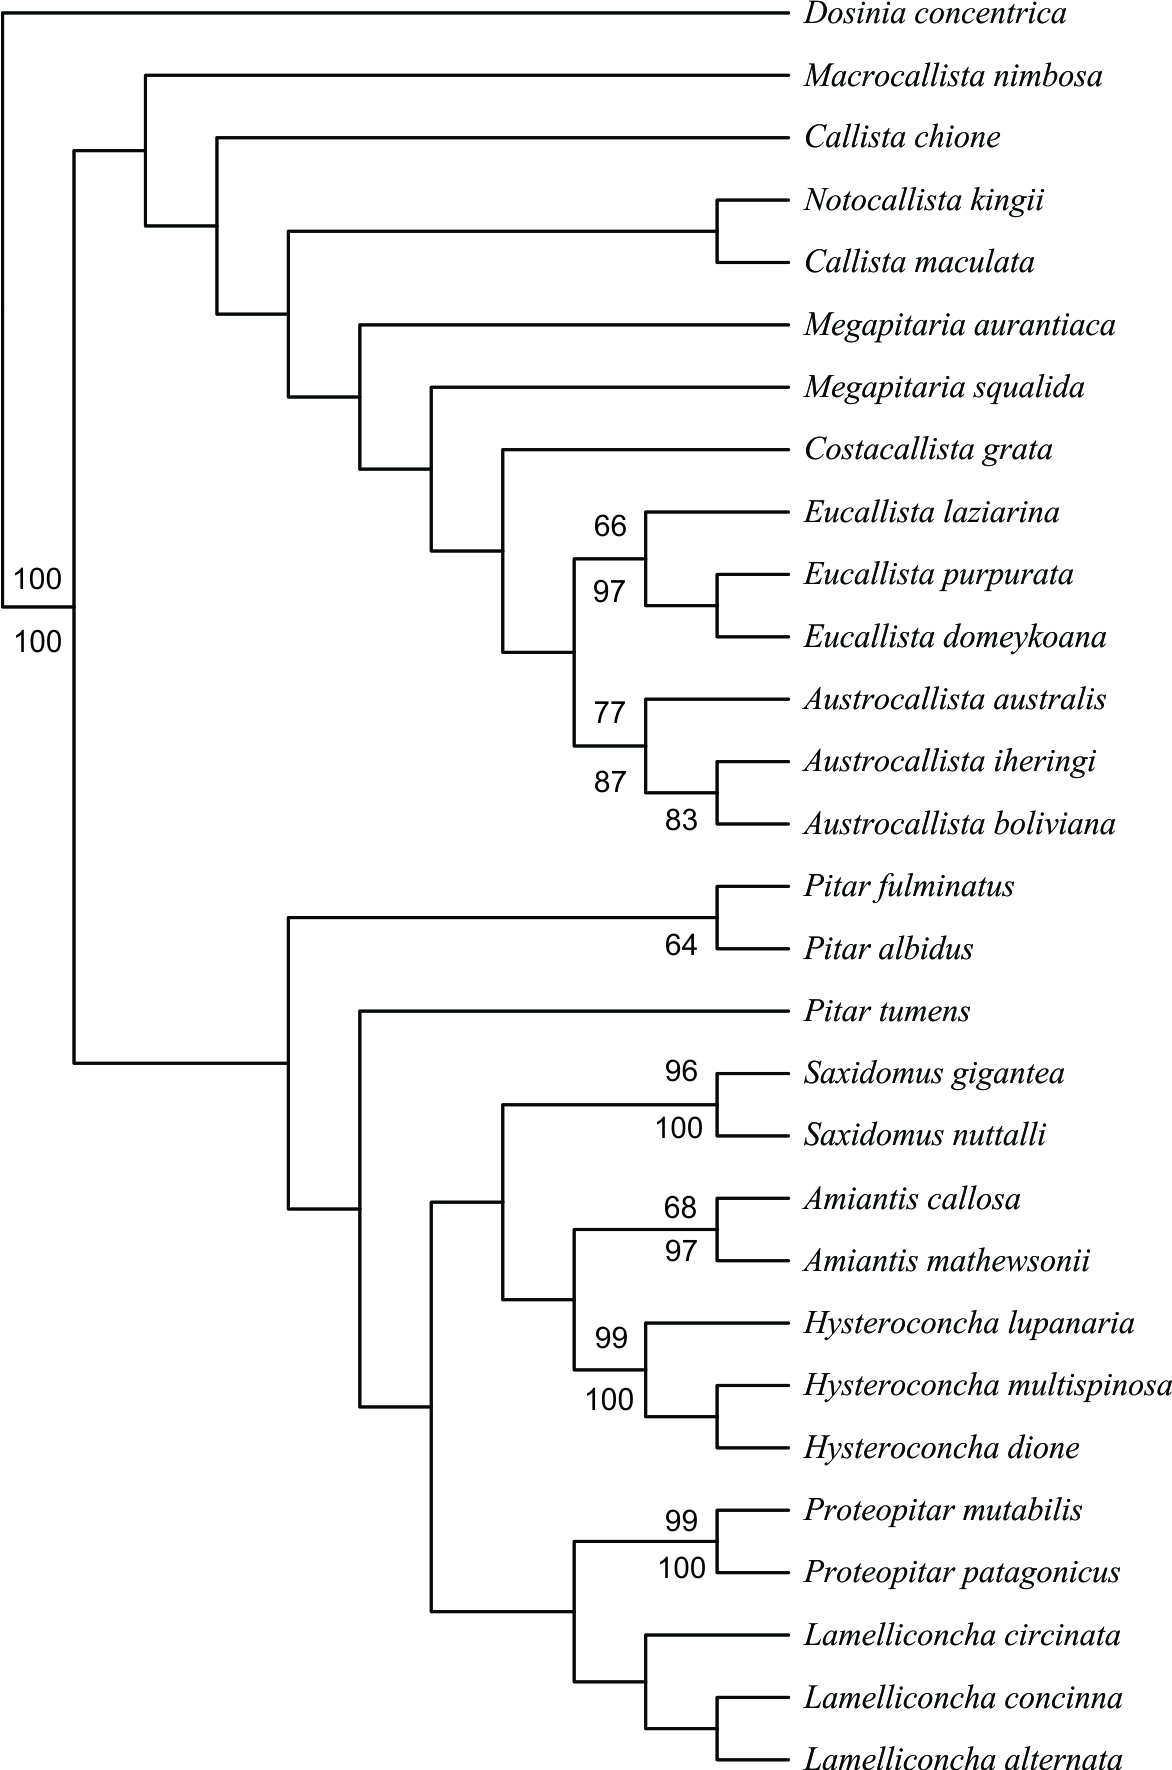 Dosinia concentrica
Macrocallista nimbosa
Callista chione
Notocallista kingii
Callista maculata
Megapitaria aurantiaca
Megapitaria squalida
Costacallista grata
Eucallista laziarina
66
Eucallista purpurata
100
97
Eucallista domeykoana
100
Austrocallista australis
77
Austrocallista iheringi
87
83
Austrocallista boliviana
Pitar fulminatus
64
Pitar albidus
Pitar tumens
96
Saxidomus gigantea
100
Saxidomus nuttalli
Amiantis callosa
68
97
Amiantis mathewsonii
Hysteroconcha lupanaria
99
Hysteroconcha multispinosa
100
Hysteroconcha dione
Proteopitar mutabilis
99
100
Proteopitar patagonicus
Lamelliconcha circinata
Lamelliconcha concinna
Lamelliconcha alternata